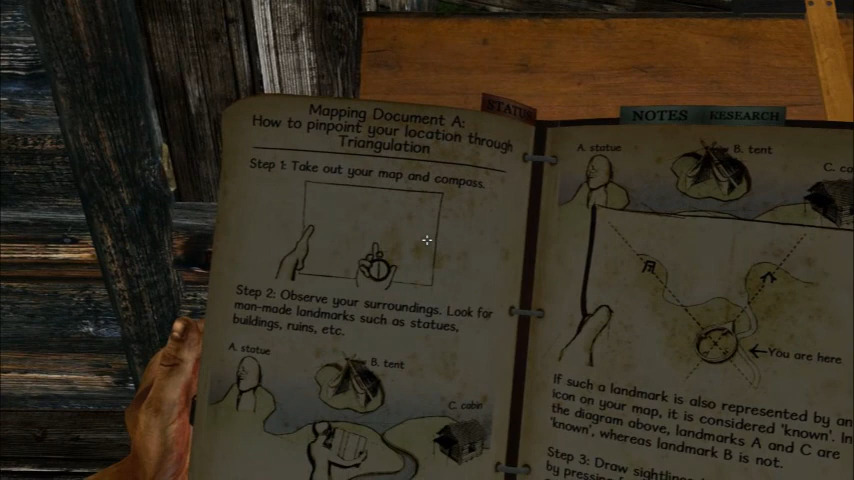 STATUS
Mapping Document A:
How to pinpoint your location through
Triangulation
Step 1: Take out your map and compass.
Step 2: Observe your surroundings. Look for
man-made landmarks such as statues,
buildings, ruins, etc.
A. statue
B. tent
C. cabin
NOTES
RESEARCH
A. statue
B. tent
You are here
If such a landmark is also represented by an
icon on your map, it is considered 'known'. In
the diagram above, landmarks A and C are
'known', whereas landmark B is not.
Step 3: Draw sightlines